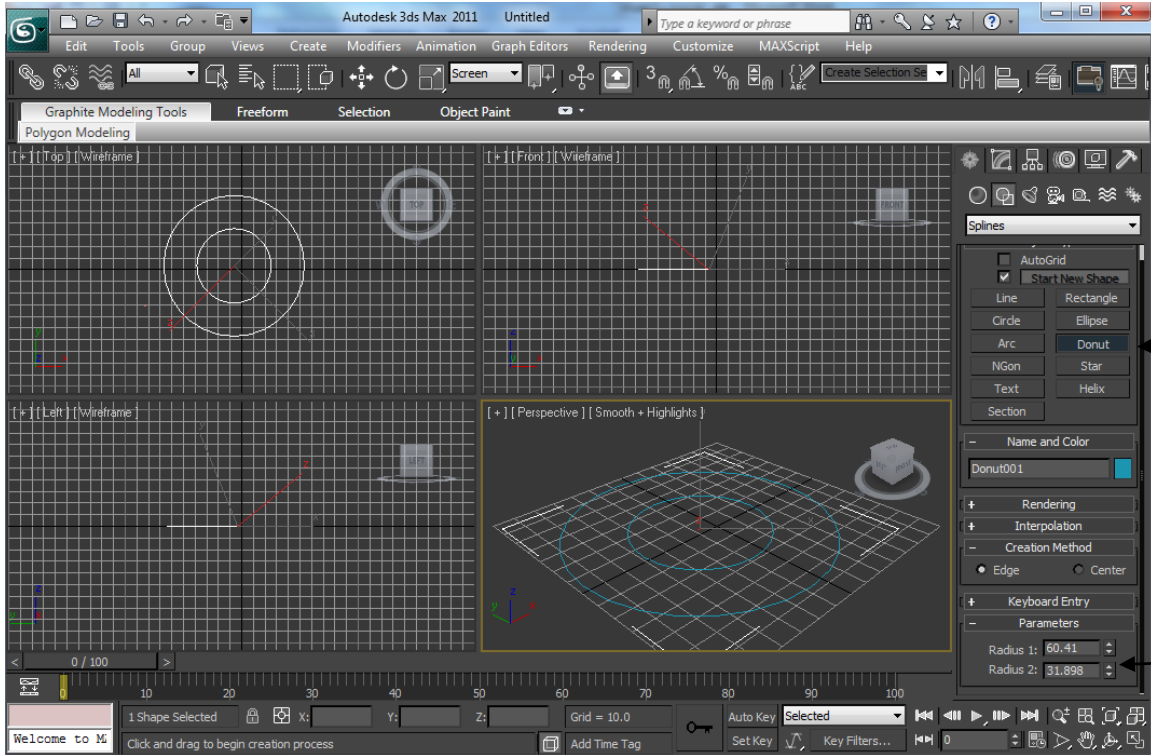 Autodesk 3ds Max 2011 Untitled
Type a keyword or phrase
Edit Tools Group Views Create Modifiers Animation Graph Editors Rendering Customize MAXScript Help
All
Screen
3
Create Selection Se
Graphite Modeling Tools Freeform Selection Object Paint
Polygon Modeling
[ + ] [ Top ] [ Wireframe ]
[ + ] [ Front ] [ Wireframe ]
TOP
FRONT
Splines
AutoGrid
Start New Shape
Line Rectangle
Circle Ellipse
Arc Donut
NGon Star
Text Helix
Section
[ + ] [ Left ] [ Wireframe ]
[ + ] [ Perspective ] [ Smooth + Highlights ]
LEFT
- Name and Color
Donut001
+ Rendering
+ Interpolation
- Creation Method
Edge Center
+ Keyboard Entry
- Parameters
Radius 1: 60.41
Radius 2: 31.898
< 0 / 100 >
0 10 20 30 40 50 60 70 80 90 100
1 Shape Selected X: Y: Z: Grid = 10.0 Auto Key Selected
Welcome to M
Click and drag to begin creation process Add Time Tag Set Key Key Filters... 0